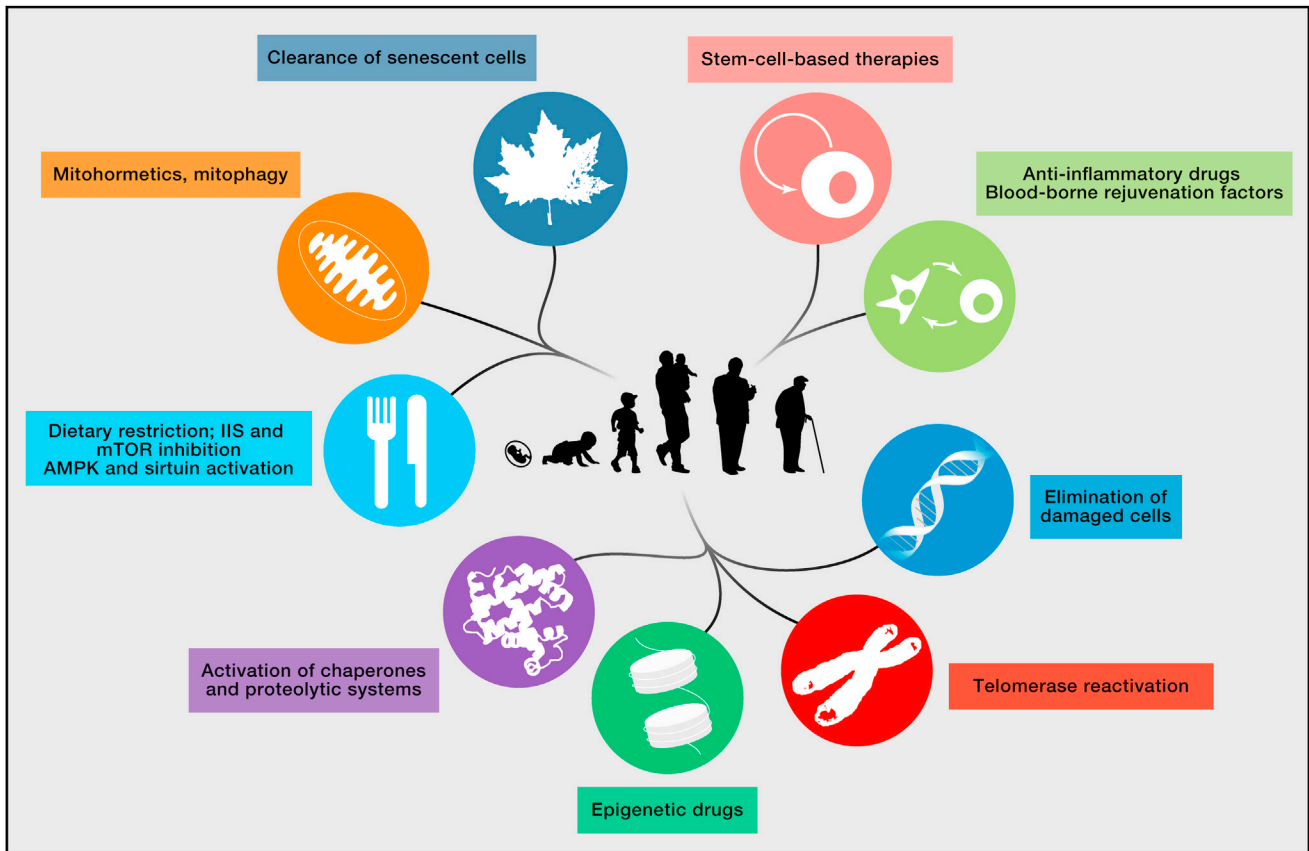 Clearance of senescent cells
Stem-cell-based therapies
Mitohormetics, mitophagy
Anti-inflammatory drugs
Blood-borne rejuvenation factors
Dietary restriction; IIS and
mTOR inhibition
AMPK and sirtuin activation
Elimination of
damaged cells
Activation of chaperones
and proteolytic systems
Telomerase reactivation
Epigenetic drugs